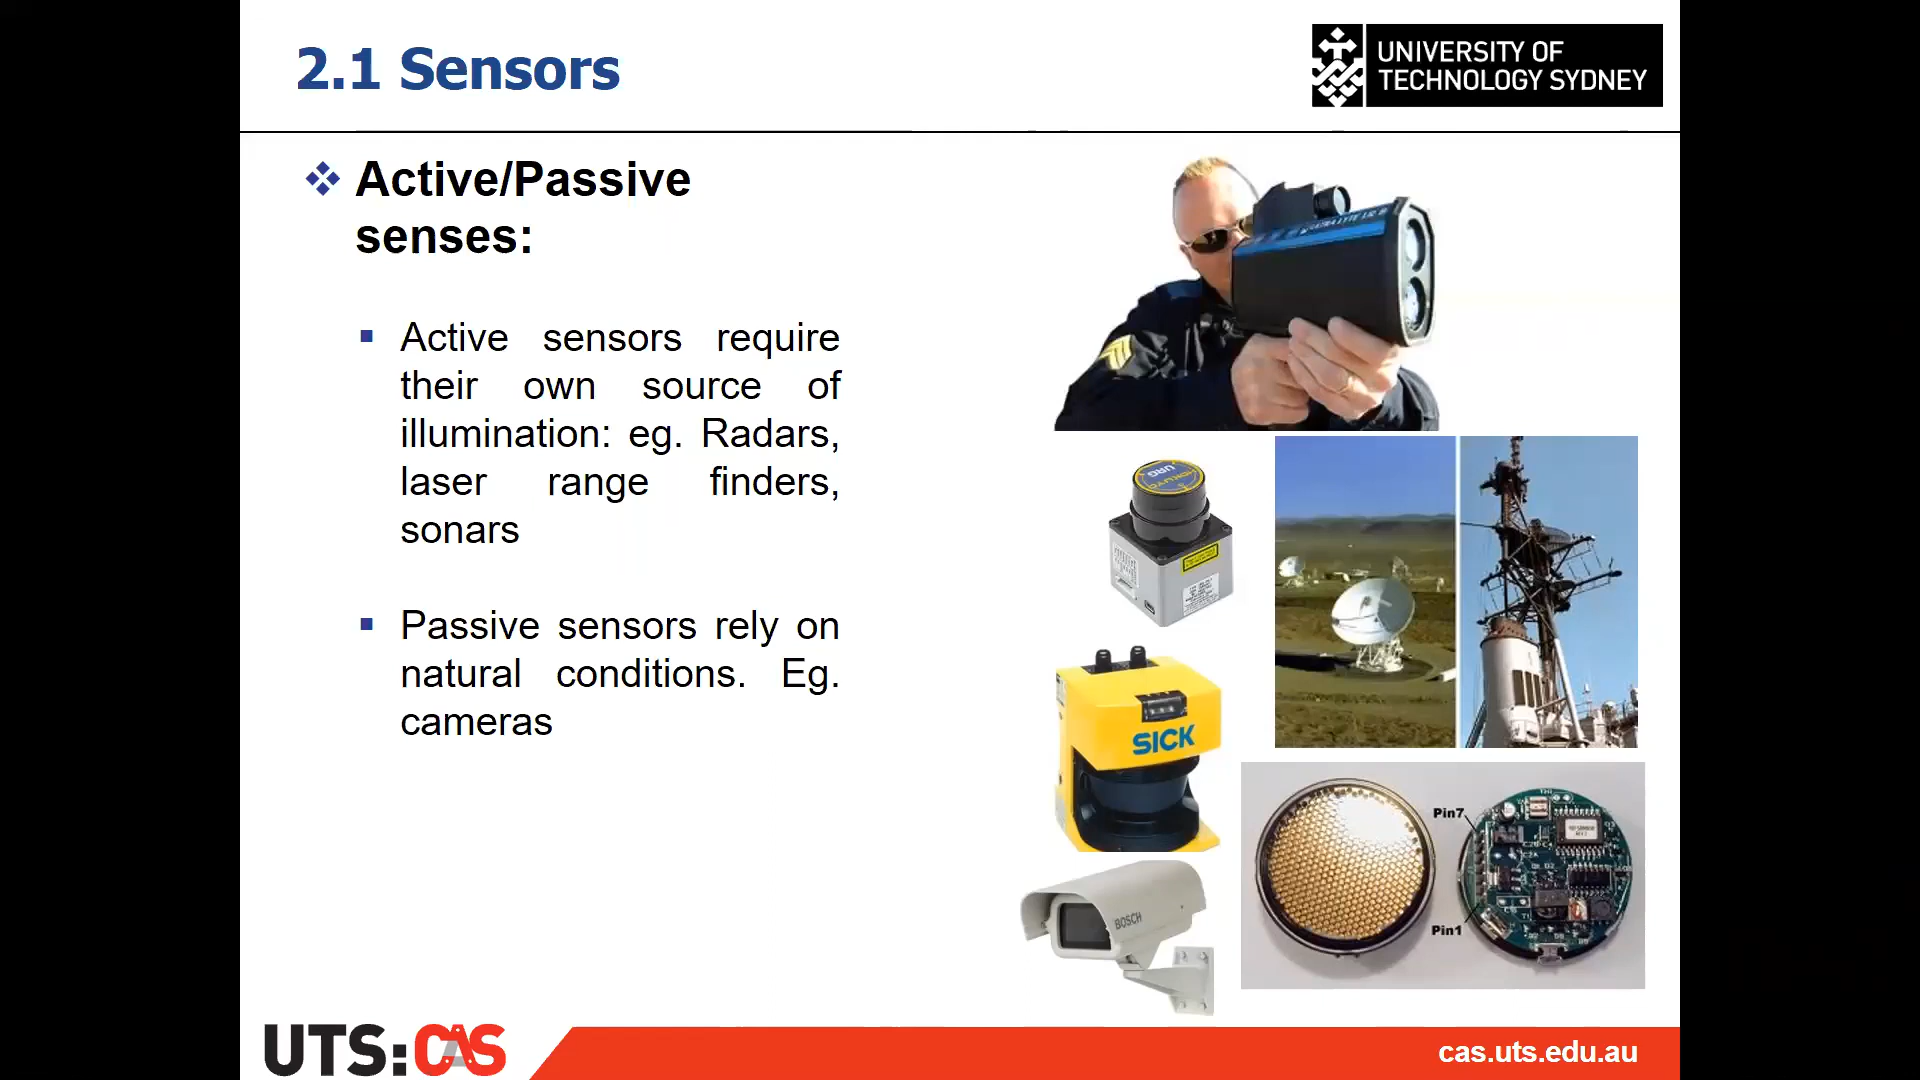 2.1 Sensors
UNIVERSITY OF
TECHNOLOGY SYDNEY
Active/Passive
senses:
Active sensors require
their own source of
illumination: eg. Radars,
laser range finders,
sonars
Passive sensors rely on
natural conditions. Eg.
cameras
URG
SICK
BOSCH
Pin7
Pin1
UTS:CAS
cas.uts.edu.au